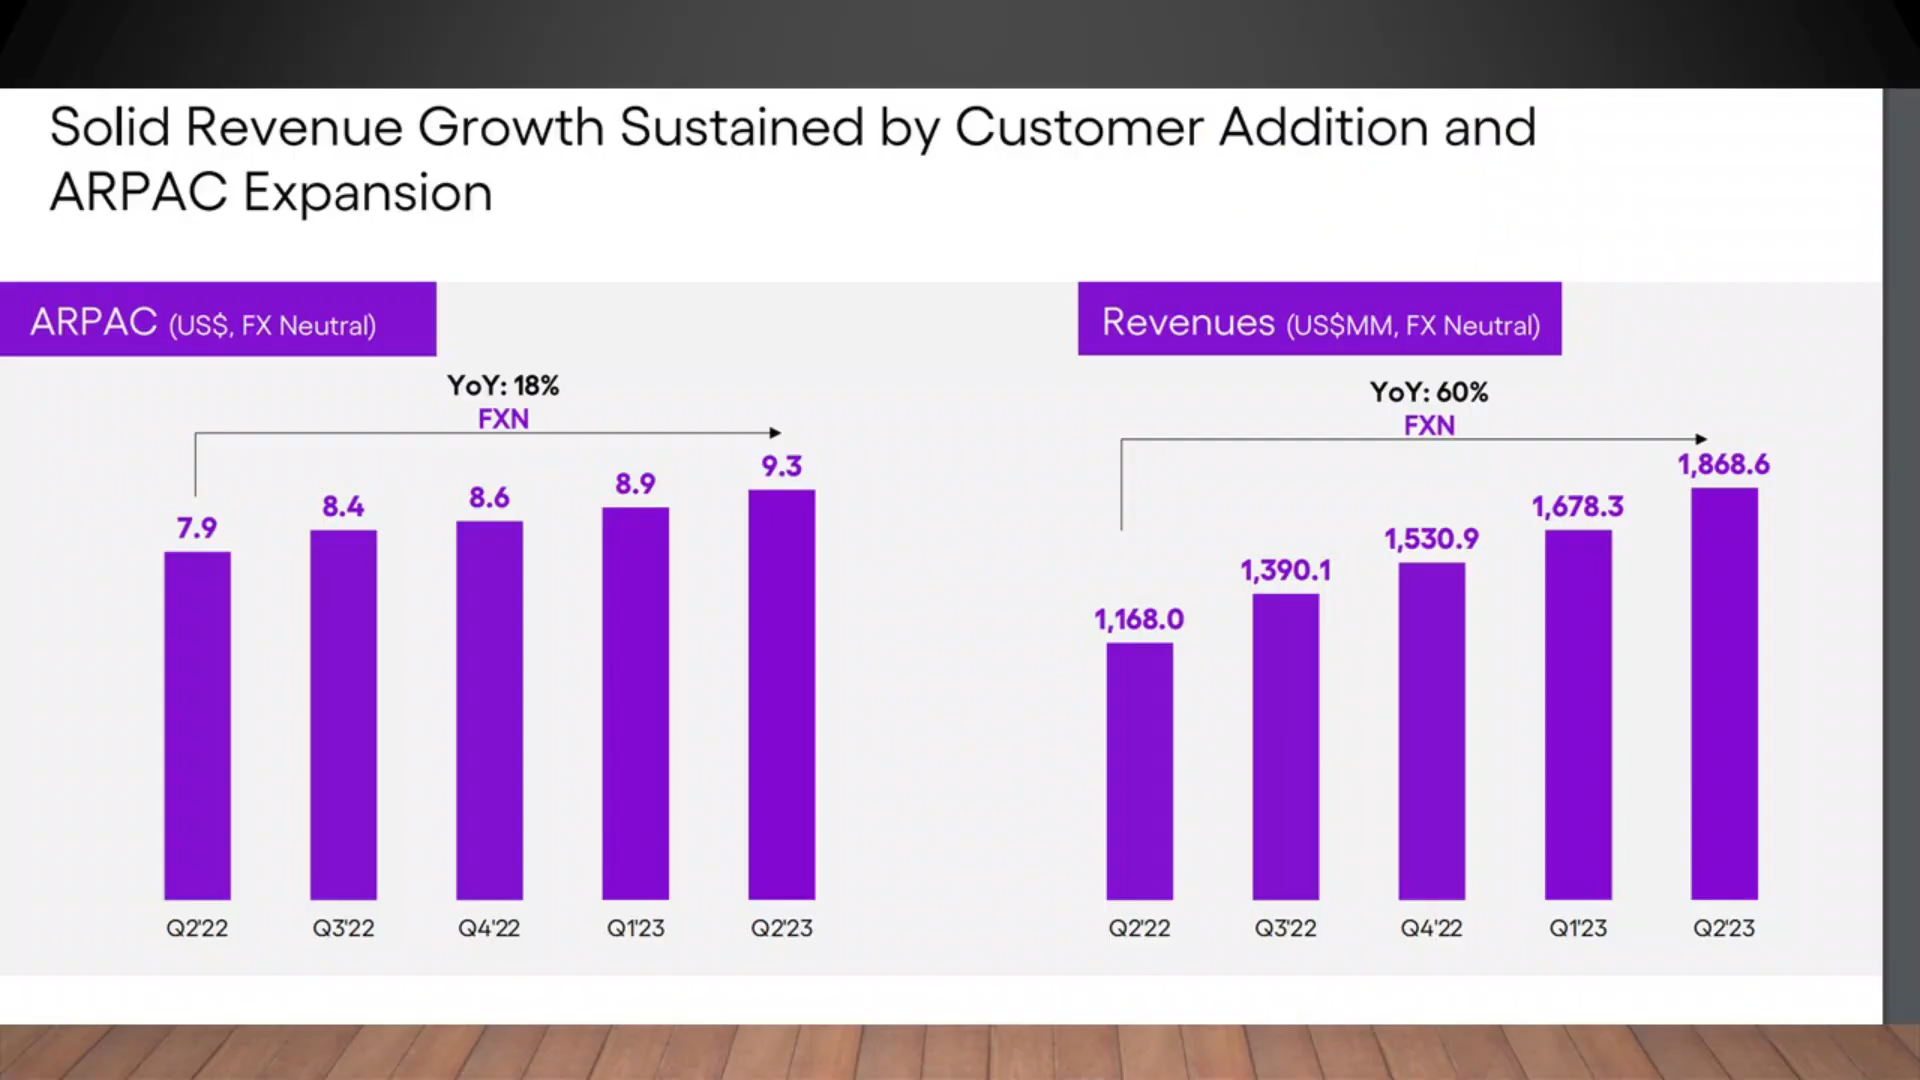 Solid Revenue Growth Sustained by Customer Addition and
ARPAC Expansion
ARPAC (US$, FX Neutral)
YoY: 18%
FXN
7.9
8.4
8.6
8.9
9.3
Q2'22
Q3'22
Q4'22
Q1'23
Q2'23
Revenues (US$MM, FX Neutral)
YoY: 60%
FXN
1,168.0
1,390.1
1,530.9
1,678.3
1,868.6
Q2'22
Q3'22
Q4'22
Q1'23
Q2'23